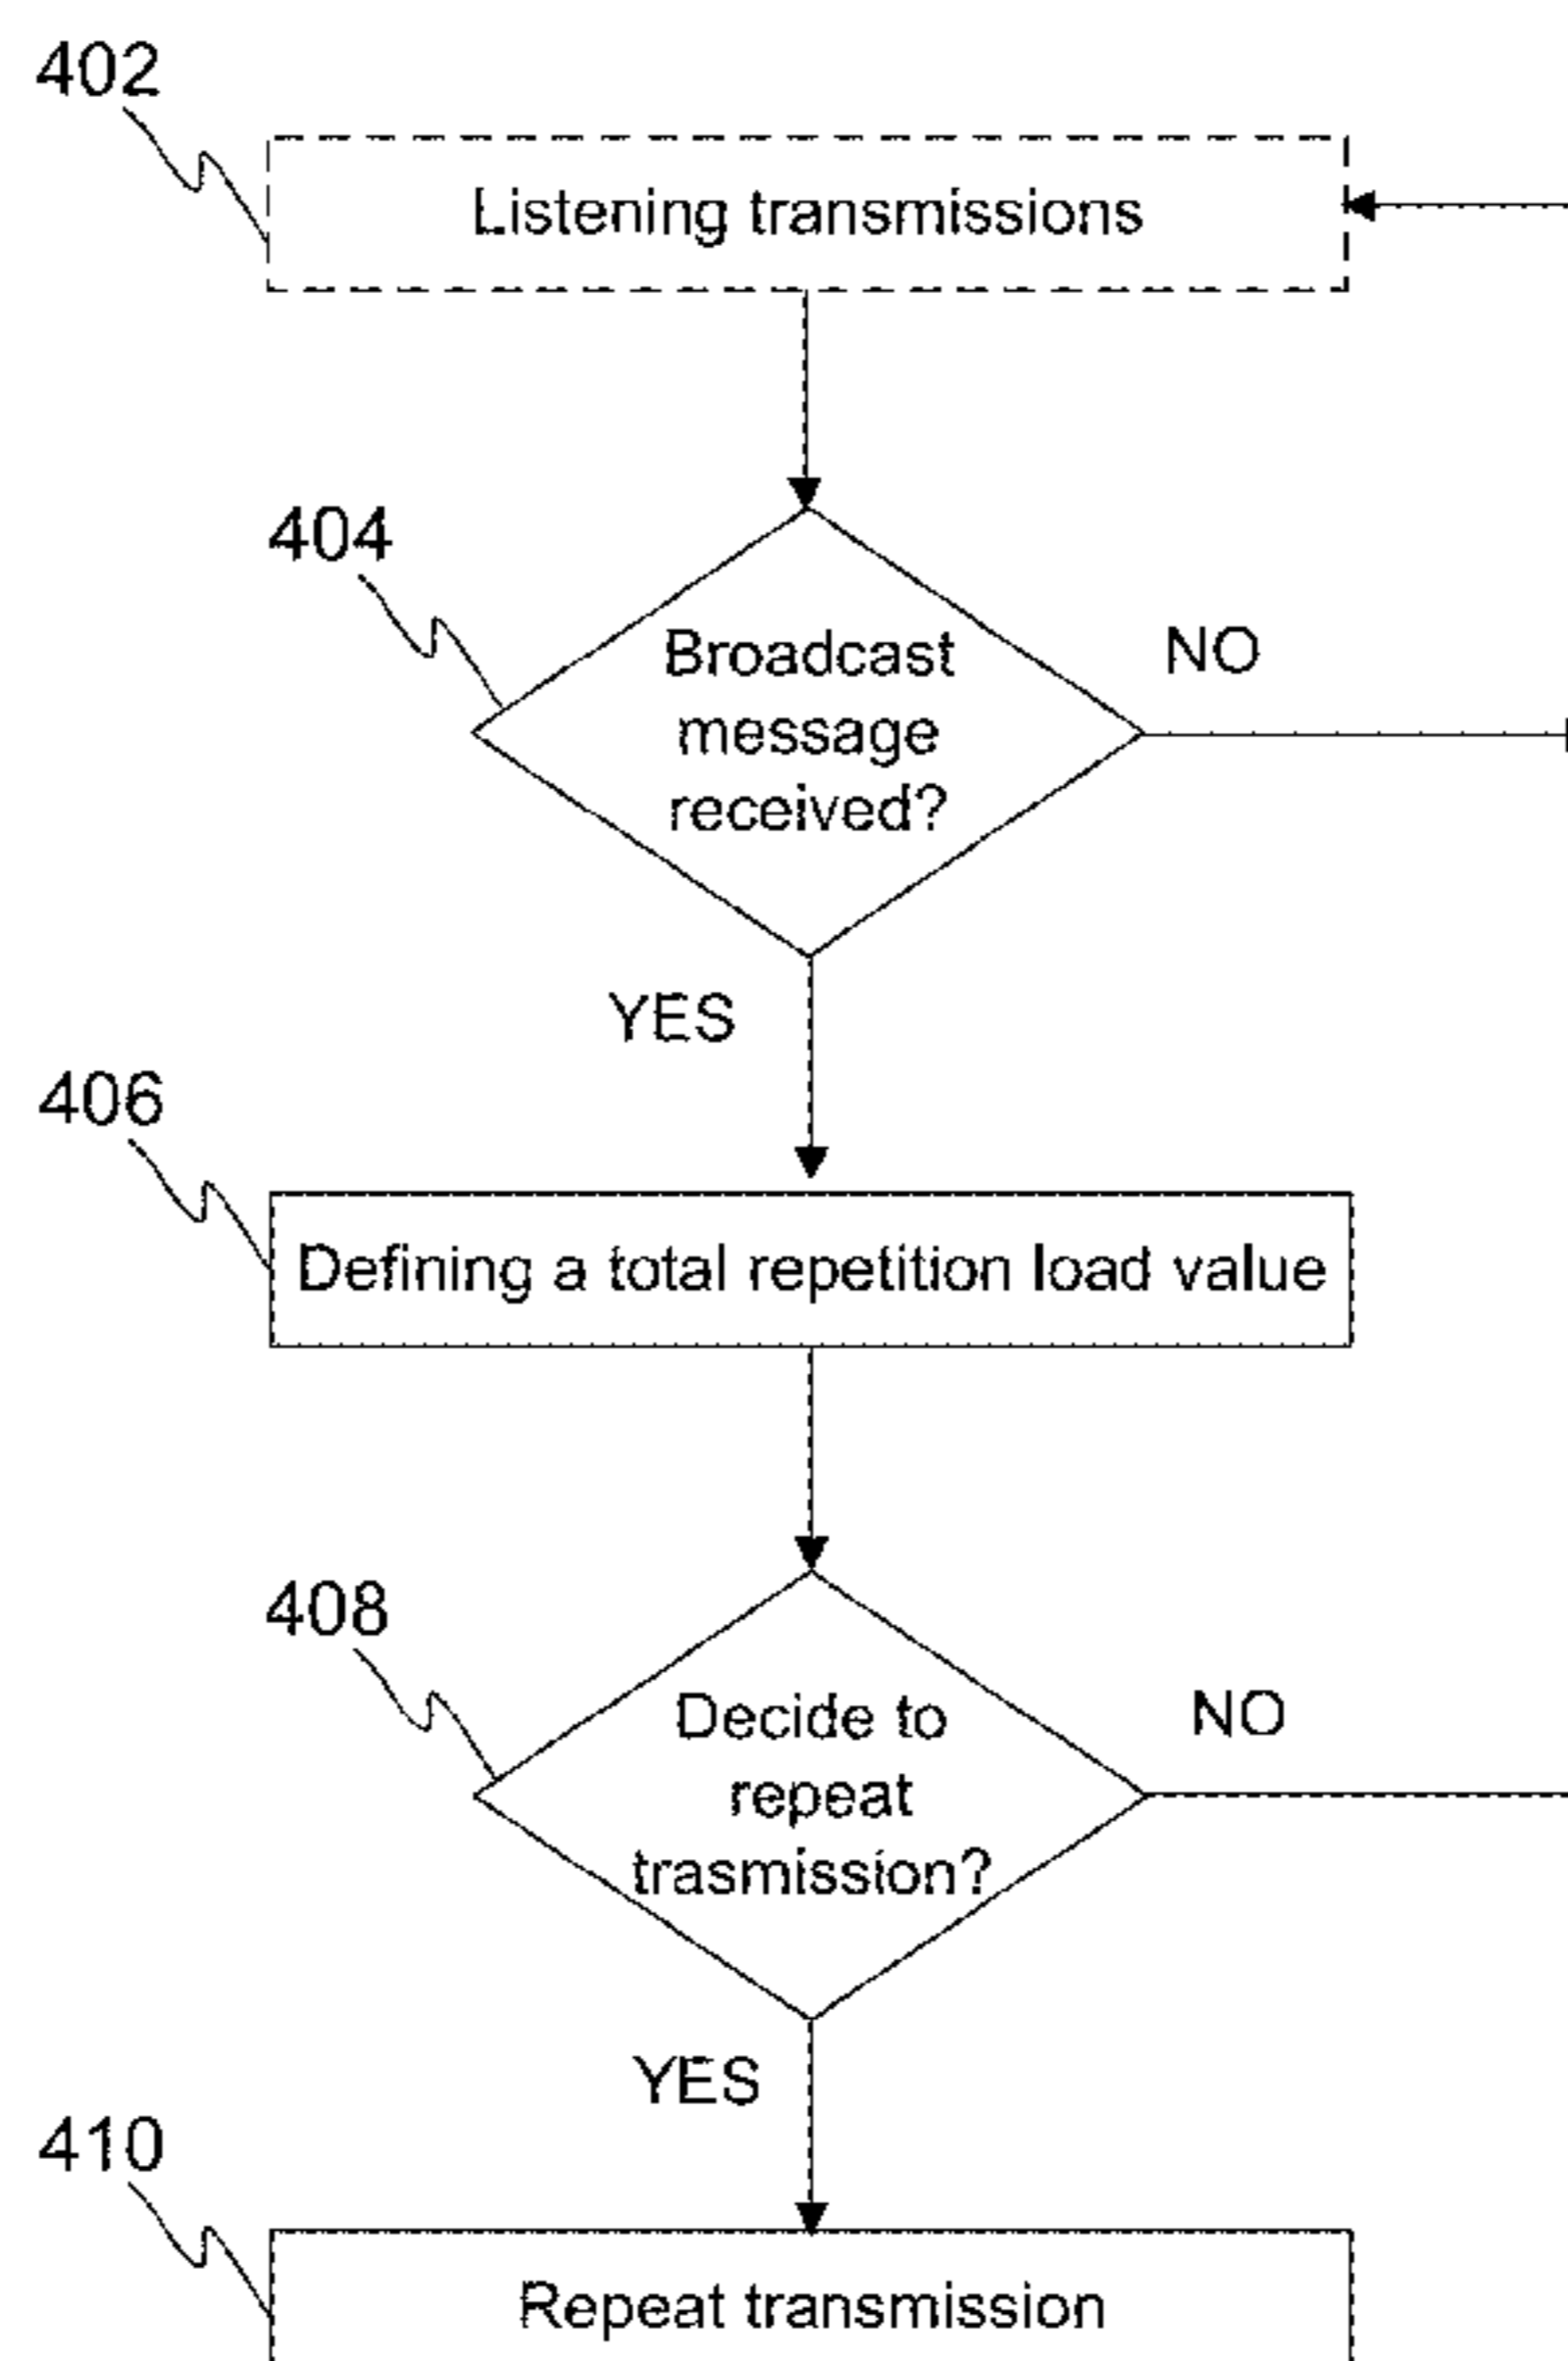 402
Listening transmissions
404
Broadcast
message
received?
NO
YES
406
Defining a total repetition load value
408
Decide to
repeat
trasmission?
NO
YES
410
Repeat transmission